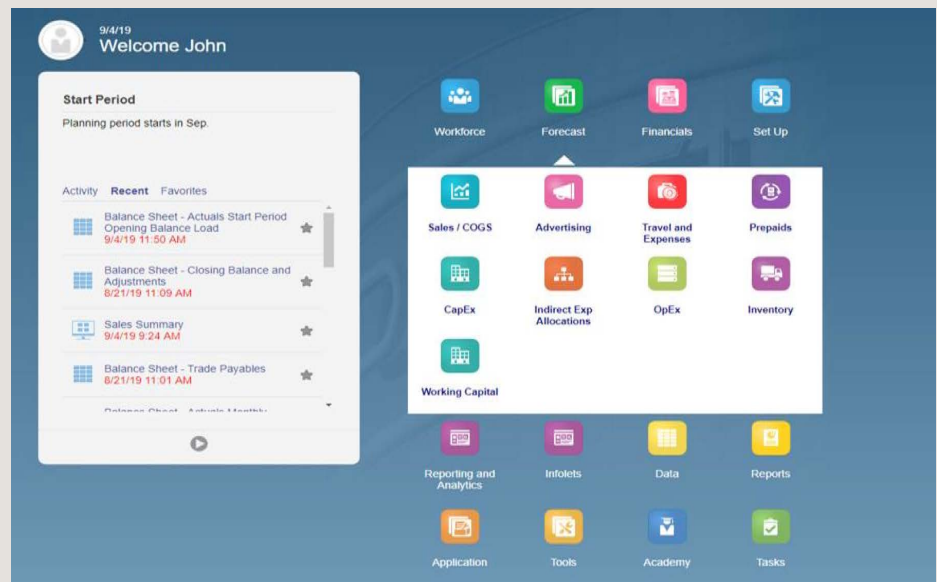 9/4/19
Welcome John
Start Period
Planning period starts in Sep.
Activity Recent Favorites
Balance Sheet - Actuals Start Period
Opening Balance Load
9/4/19 11:50 AM
Balance Sheet - Closing Balance and
Adjustments
8/21/19 11:09 AM
Sales Summary
9/4/19 9:24 AM
Balance Sheet - Trade Payables
8/21/19 11:01 AM
Balance Sheet - Actuals Monthly
Workforce
Forecast
Financials
Set Up
Sales / COGS
Advertising
Travel and
Expenses
Prepaids
CapEx
Indirect Exp
Allocations
OpEx
Inventory
Working Capital
Reporting and
Analytics
Infolets
Data
Reports
Application
Tools
Academy
Tasks